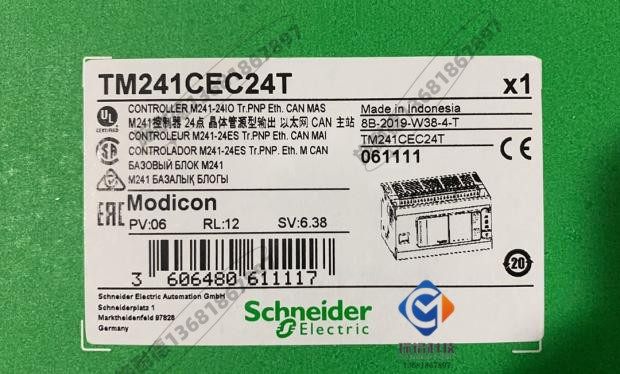 TM241CEC24T x1
CONTROLLER M241-24IO Tr.PNP Eth. CAN MAS
M241控制器 24点 晶体管源型输出 以太网 CAN 主站
CONTROLEUR M241-24ES Tr.PNP Eth. CAN MAI
CONTROLADOR M241-24ES Tr.PNP. Eth. M CAN
БАЗОВЫЙ БЛОК M241
M241 БАЗАЛЫҚ БЛОГЫ
Made in Indonesia
8B-2019-W38-4-T
TM241CEC24T
061111
UL
CE
EAC
Modicon
PV:06 RL:12 SV:6.38
3 606480 611117
20
Schneider Electric Automation GmbH
Schneiderplatz 1
Marktheidenfeld 97828
Germany
Schneider
Electric
13681867897